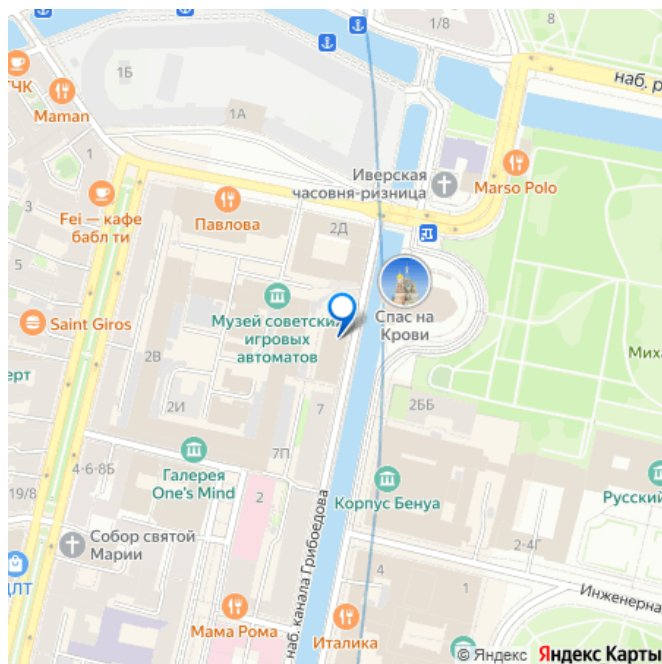 1/8
8
1Б
ГЧК
Maman
1А
наб. р
1
Иверская
часовня-ризница
Marso Polo
3
Fei — кафе
бабл ти
Павлова
2Д
5
Спас на
Крови
Saint Giros
Музей советских
игровых
автоматов
Миха
2В
ерт
2И
7
2ББ
4-6-8Б
7П
19/8
Галерея
One's Mind
2
Корпус Бенуа
Русский
наб. канала Грибоедова
Собор святой
Марии
2-4Г
ДЛТ
4
1
Инженерна
Мама Рома
Италика
© Яндекс Яндекс Карты